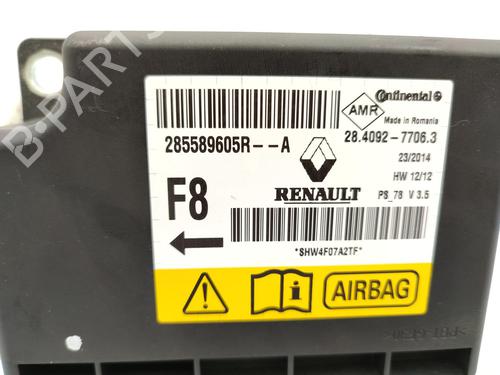 Continental
AMR
Made in Romania
285589605R--A
28.4092-7706.3
23/2014
F8
RENAULT
HW 12/12
PS_78 V 3.5
*SHW4F07A2TF*
AIRBAG
B-PARTS